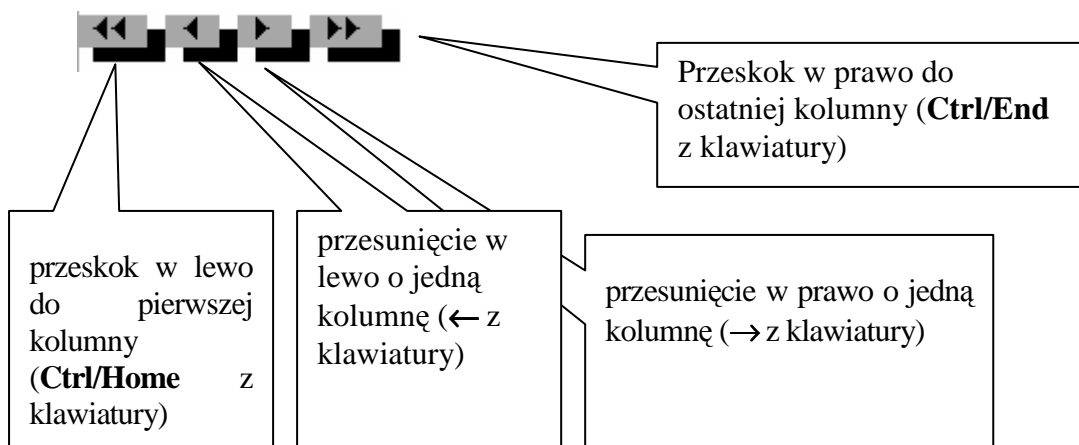 Przeskok w prawo do
ostatniej kolumny (Ctrl/End
z klawiatury)
przeskok w lewo
do pierwszej
kolumny
(Ctrl/Home z
klawiatury)
przesunięcie w
lewo o jedną
kolumnę (← z
klawiatury)
przesunięcie w prawo o jedną
kolumnę (→ z klawiatury)